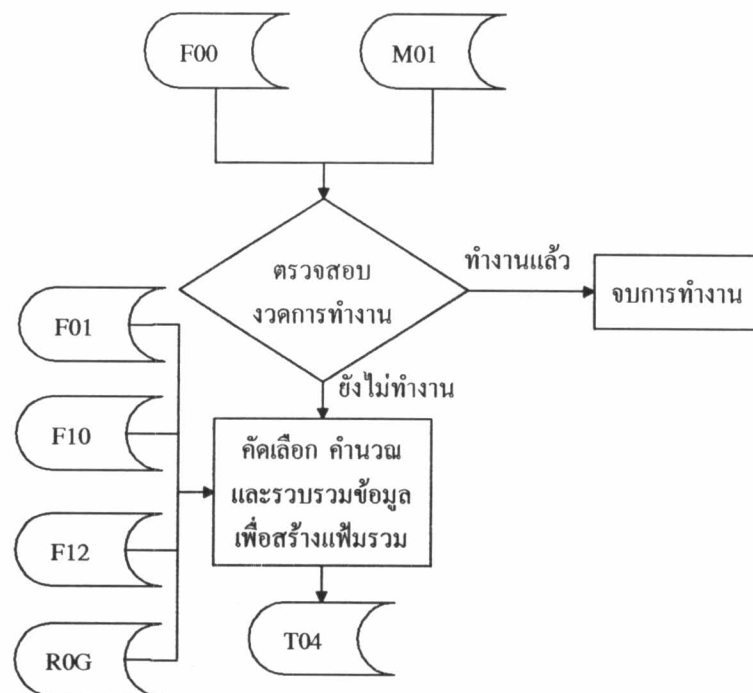 F00
M01
ตรวจสอบ
งวดการทำงาน
ทำงานแล้ว
จบการทำงาน
ยังไม่ทำงาน
F01
F10
F12
R0G
คัดเลือก คำนวณ
และรวบรวมข้อมูล
เพื่อสร้างแฟ้มรวม
T04